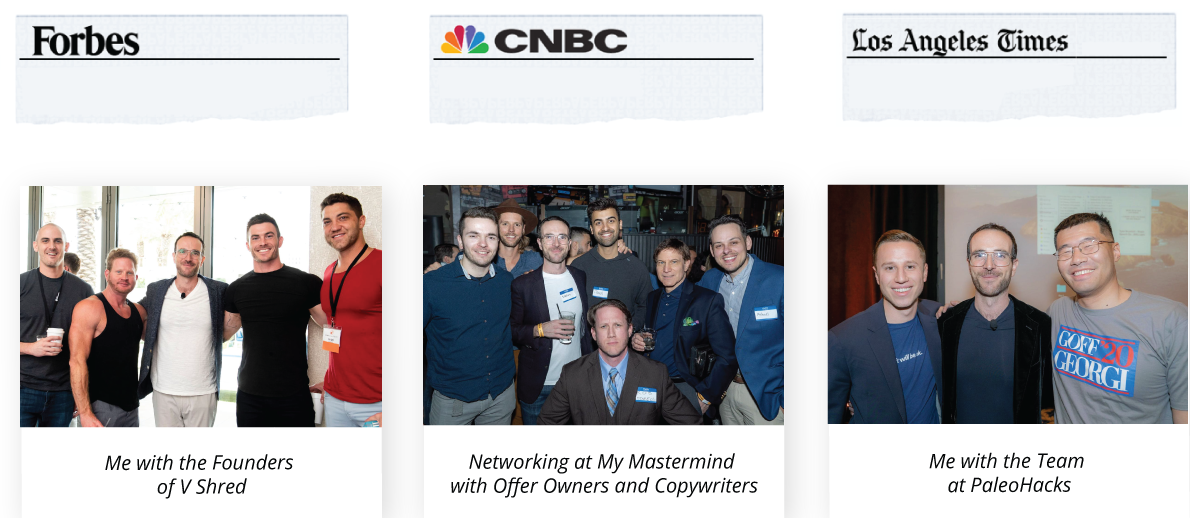 Forbes
CNBC
Los Angeles Times
GOFF 20
GEORGI
Me with the Founders
of V Shred
Networking at My Mastermind
with Offer Owners and Copywriters
Me with the Team
at PaleoHacks